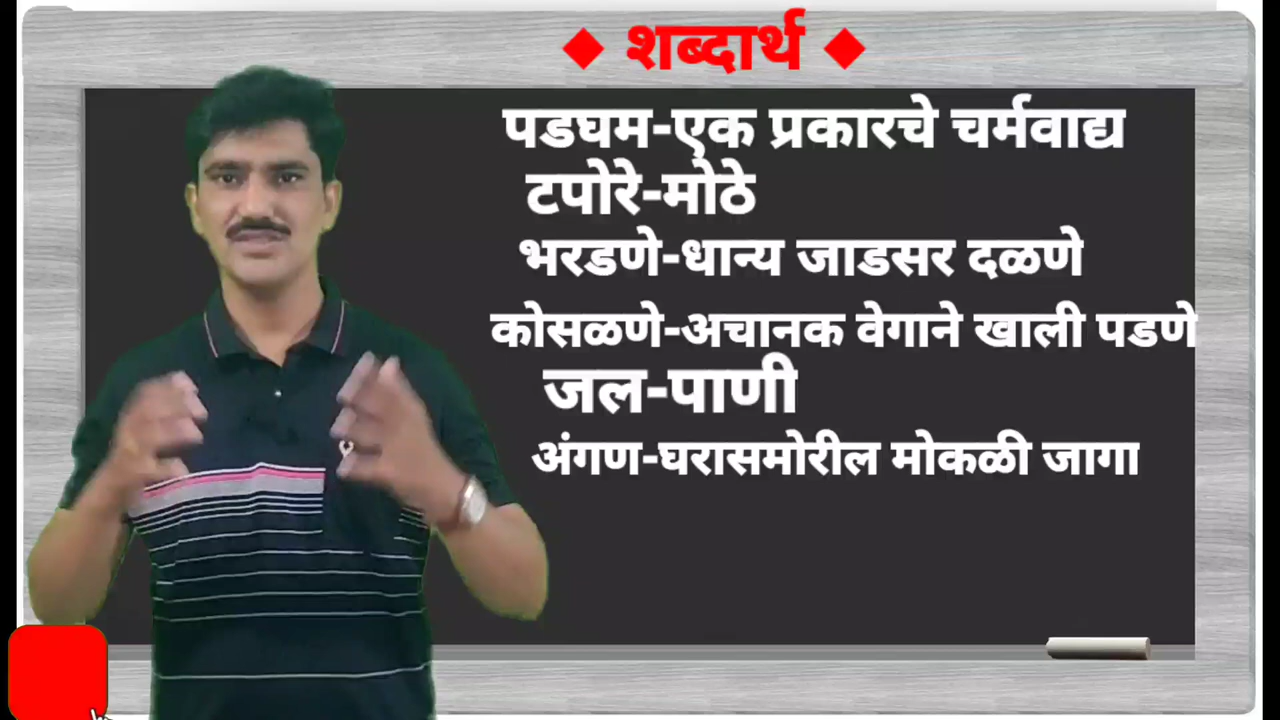 ◆ शब्दार्थ ◆
पडघम-एक प्रकारचे चर्मवाद्य
टपोरे-मोठे
भरडणे-धान्य जाडसर दळणे
कोसळणे-अचानक वेगाने खाली पडणे
जल-पाणी
अंगण-घरासमोरील मोकळी जागा